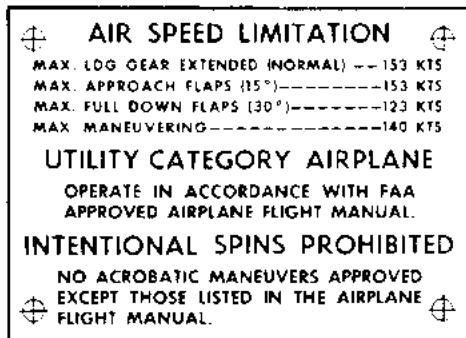 AIR SPEED LIMITATION
MAX. LDG GEAR EXTENDED (NORMAL) -- 153 KTS
MAX. APPROACH FLAPS (15°)------- 153 KTS
MAX. FULL DOWN FLAPS (30°)------- 123 KTS
MAX MANEUVERING-------------- 140 KTS
UTILITY CATEGORY AIRPLANE
OPERATE IN ACCORDANCE WITH FAA
APPROVED AIRPLANE FLIGHT MANUAL.
INTENTIONAL SPINS PROHIBITED
NO ACROBATIC MANEUVERS APPROVED
EXCEPT THOSE LISTED IN THE AIRPLANE
FLIGHT MANUAL.